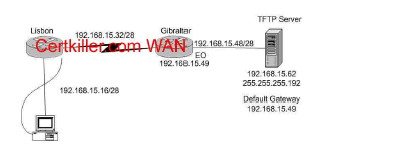 TFTP Server
Lisbon
192.168.15.32/28
Gibraltar
Certkiller.com WAN
192.168.15.48/28
EO
192.168.15.49
192.168.15.62
255.255.255.192
192.168.15.16/28
Default Gateway
192.168.15.49